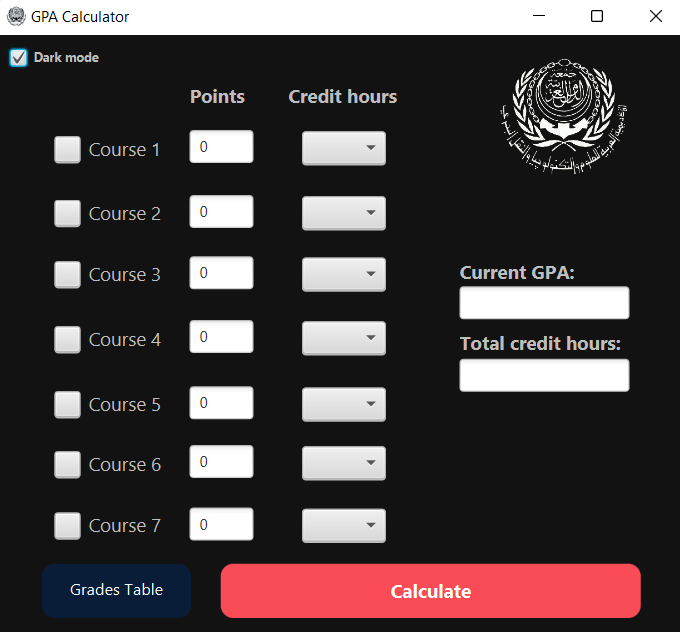 GPA Calculator
Dark mode
Points Credit hours
Course 1 0
Course 2 0
Course 3 0
Course 4 0
Course 5 0
Course 6 0
Course 7 0
Current GPA:
Total credit hours:
Grades Table
Calculate